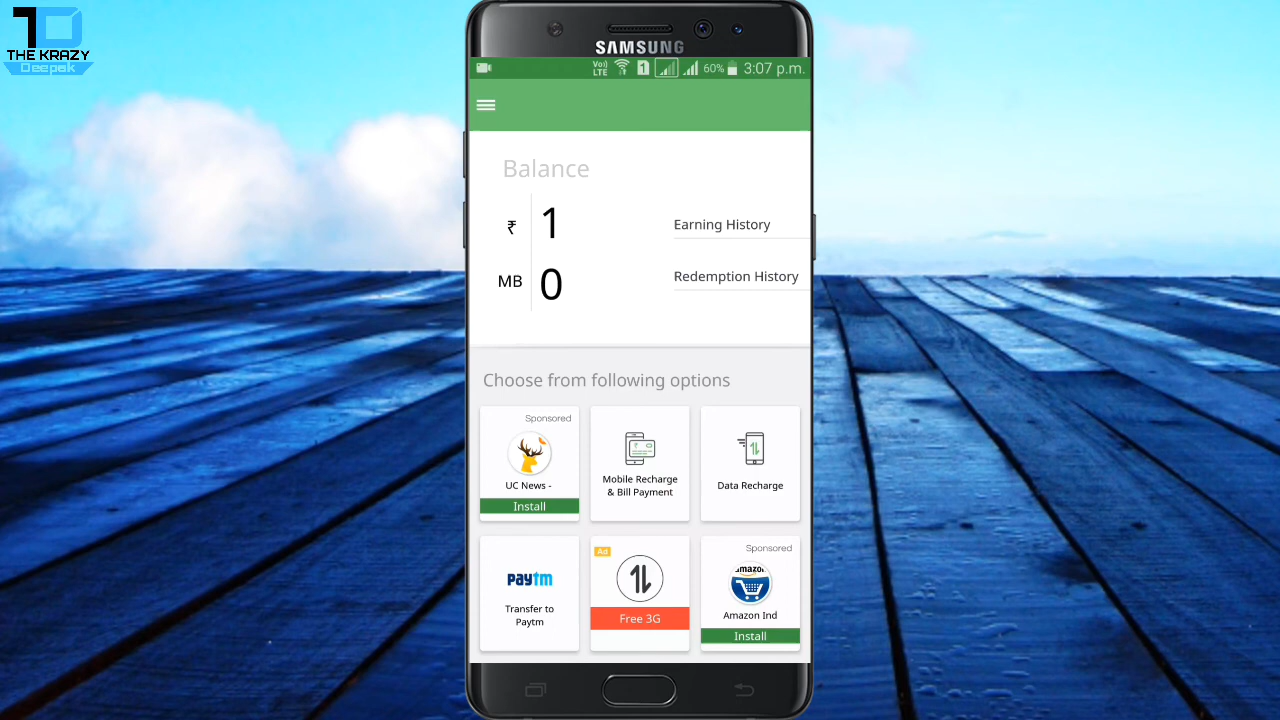 THE KRAZY
Deepak
SAMSUNG
Vo))
LTE
1
60%
3:07 p.m.
Balance
₹ 1
Earning History
MB 0
Redemption History
Choose from following options
Sponsored
UC News -
Install
Mobile Recharge
& Bill Payment
Data Recharge
paytm
Transfer to
Paytm
Ad
Free 3G
Sponsored
amazon
Amazon Ind
Install